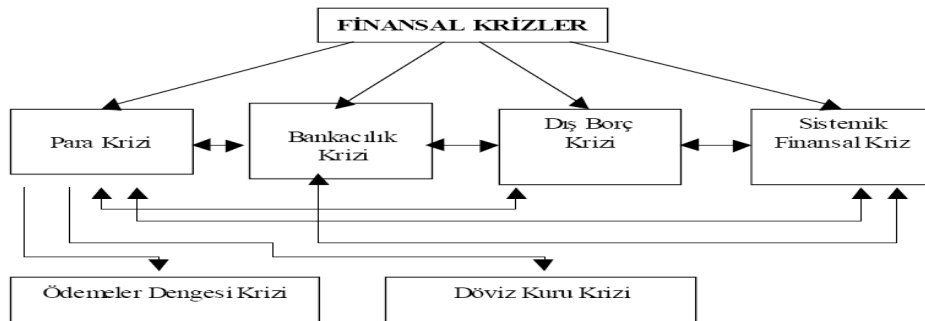 FİNANSAL KRİZLER
Para Krizi
Bankacılık
Krizi
Dış Borç
Krizi
Sistemik
Finansal Kriz
Ödemeler Dengesi Krizi
Döviz Kuru Krizi